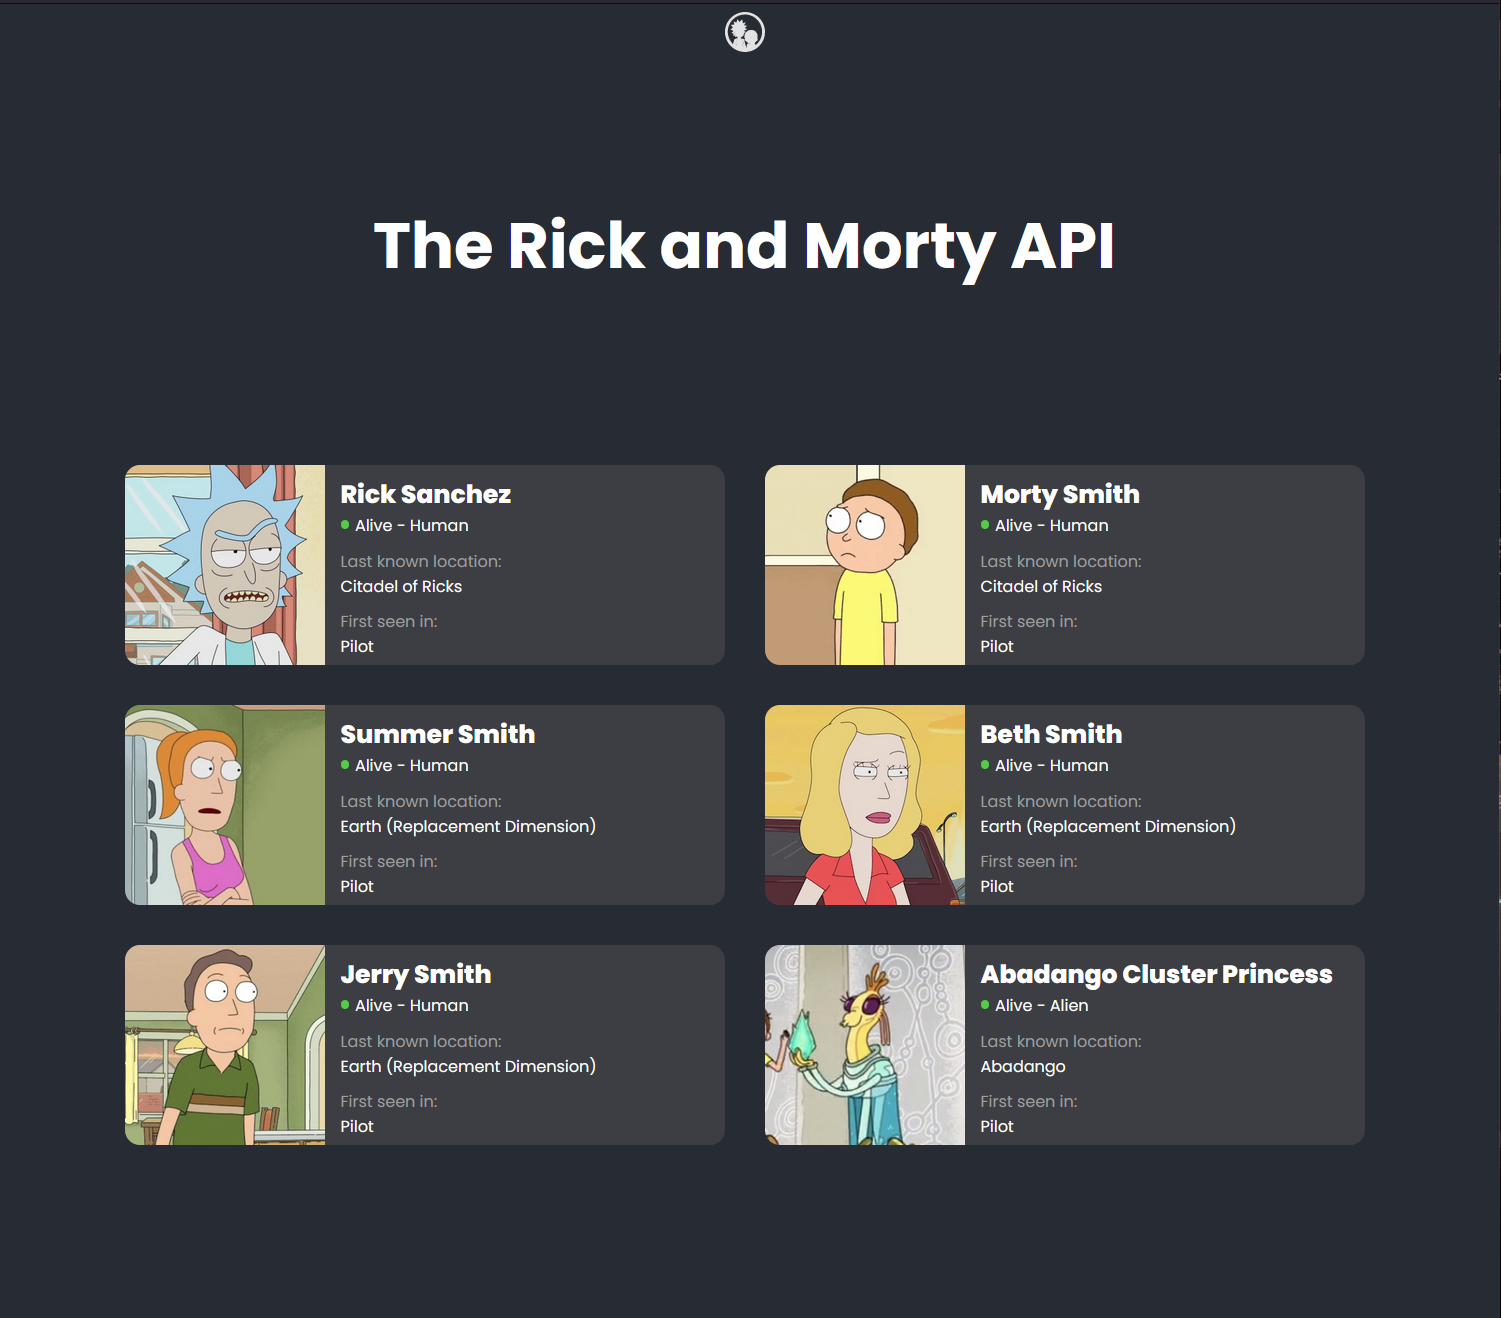 The Rick and Morty API
Rick Sanchez
Alive - Human
Last known location:
Citadel of Ricks
First seen in:
Pilot
Morty Smith
Alive - Human
Last known location:
Citadel of Ricks
First seen in:
Pilot
Summer Smith
Alive - Human
Last known location:
Earth (Replacement Dimension)
First seen in:
Pilot
Beth Smith
Alive - Human
Last known location:
Earth (Replacement Dimension)
First seen in:
Pilot
Jerry Smith
Alive - Human
Last known location:
Earth (Replacement Dimension)
First seen in:
Pilot
Abadango Cluster Princess
Alive - Alien
Last known location:
Abadango
First seen in:
Pilot